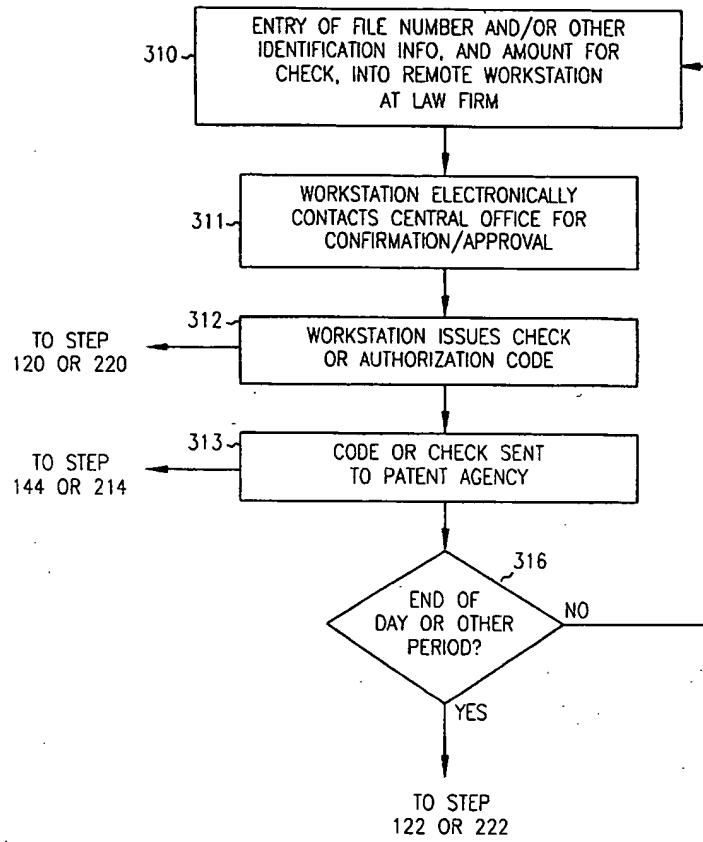 310
ENTRY OF FILE NUMBER AND/OR OTHER
IDENTIFICATION INFO, AND AMOUNT FOR
CHECK, INTO REMOTE WORKSTATION
AT LAW FIRM
311
WORKSTATION ELECTRONICALLY
CONTACTS CENTRAL OFFICE FOR
CONFIRMATION/APPROVAL
312
WORKSTATION ISSUES CHECK
OR AUTHORIZATION CODE
TO STEP
120 OR 220
313
CODE OR CHECK SENT
TO PATENT AGENCY
TO STEP
144 OR 214
316
END OF
DAY OR OTHER
PERIOD?
NO
YES
TO STEP
122 OR 222